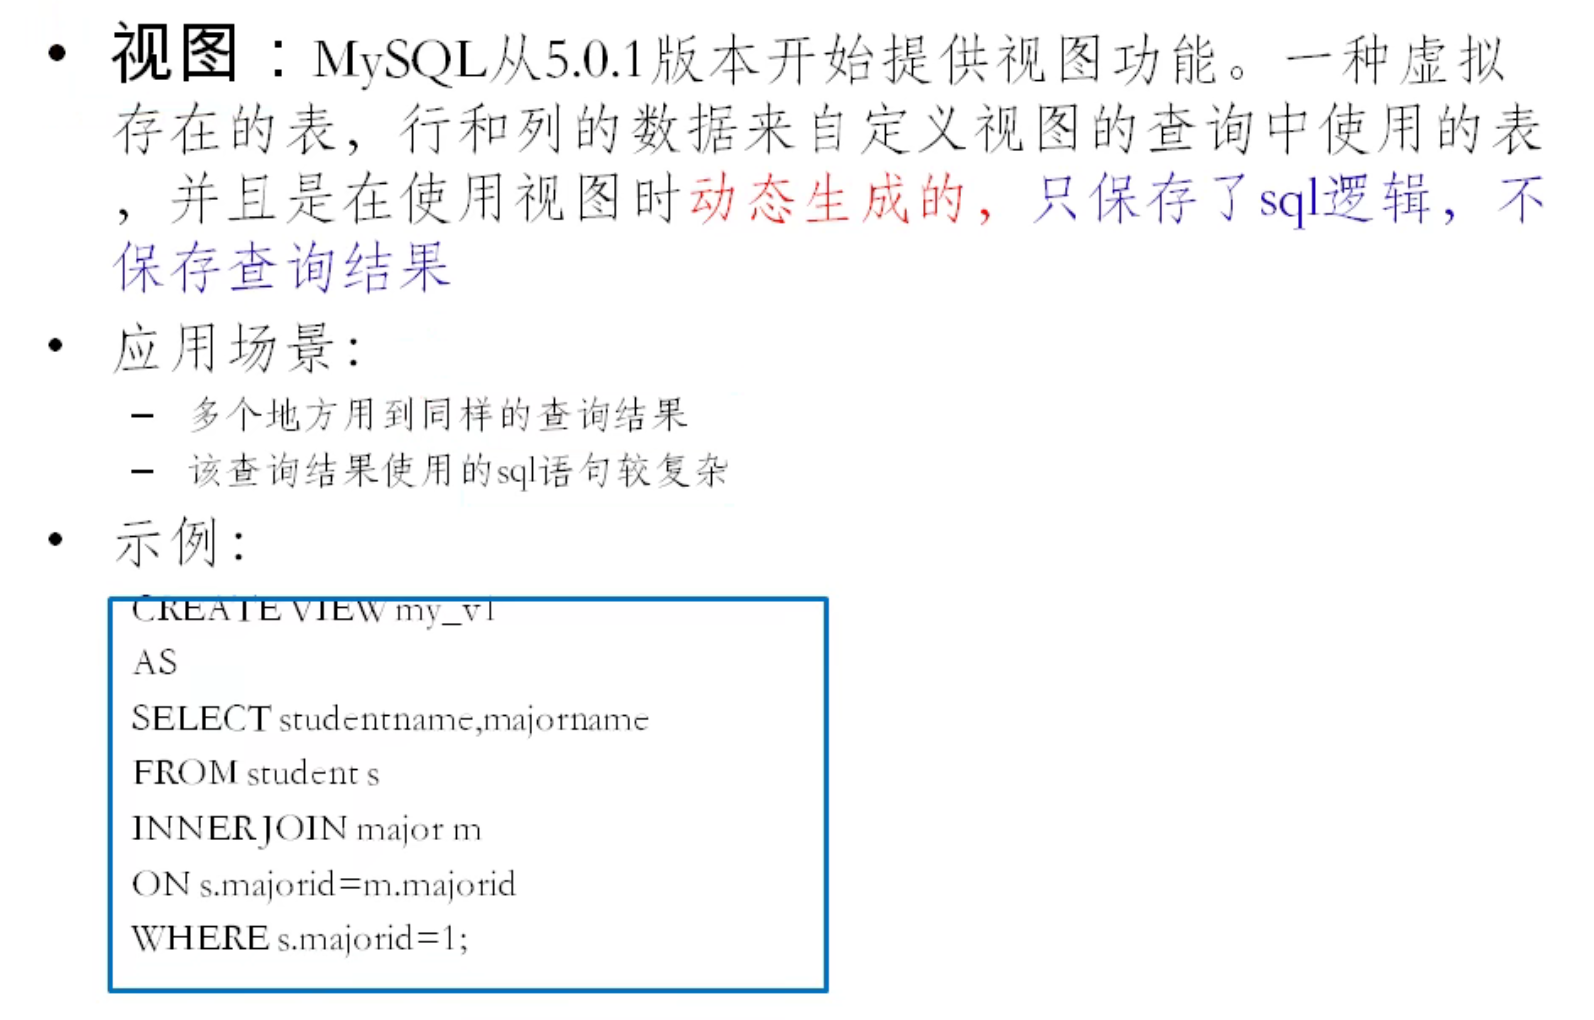 • 视图：MySQL从5.0.1版本开始提供视图功能。一种虚拟
存在的表，行和列的数据来自定义视图的查询中使用的表
，并且是在使用视图时动态生成的，只保存了sql逻辑，不
保存查询结果
• 应用场景：
– 多个地方用到同样的查询结果
– 该查询结果使用的sql语句较复杂
• 示例：
CREATE VIEW my_v1
AS
SELECT studentname,majorname
FROM student s
INNER JOIN major m
ON s.majorid=m.majorid
WHERE s.majorid=1;